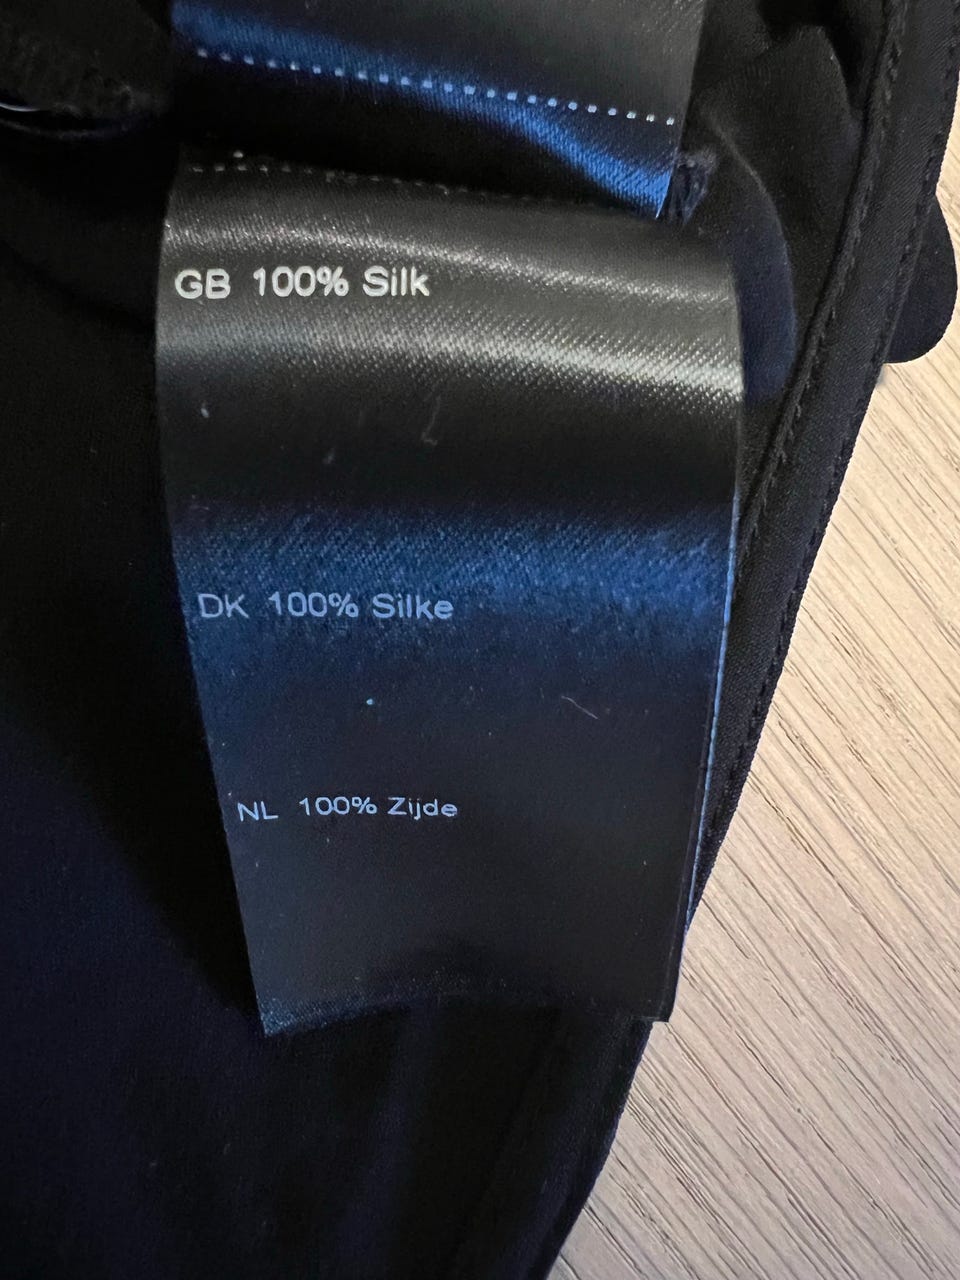 GB 100% Silk
DK 100% Silke
NL 100% Zijde